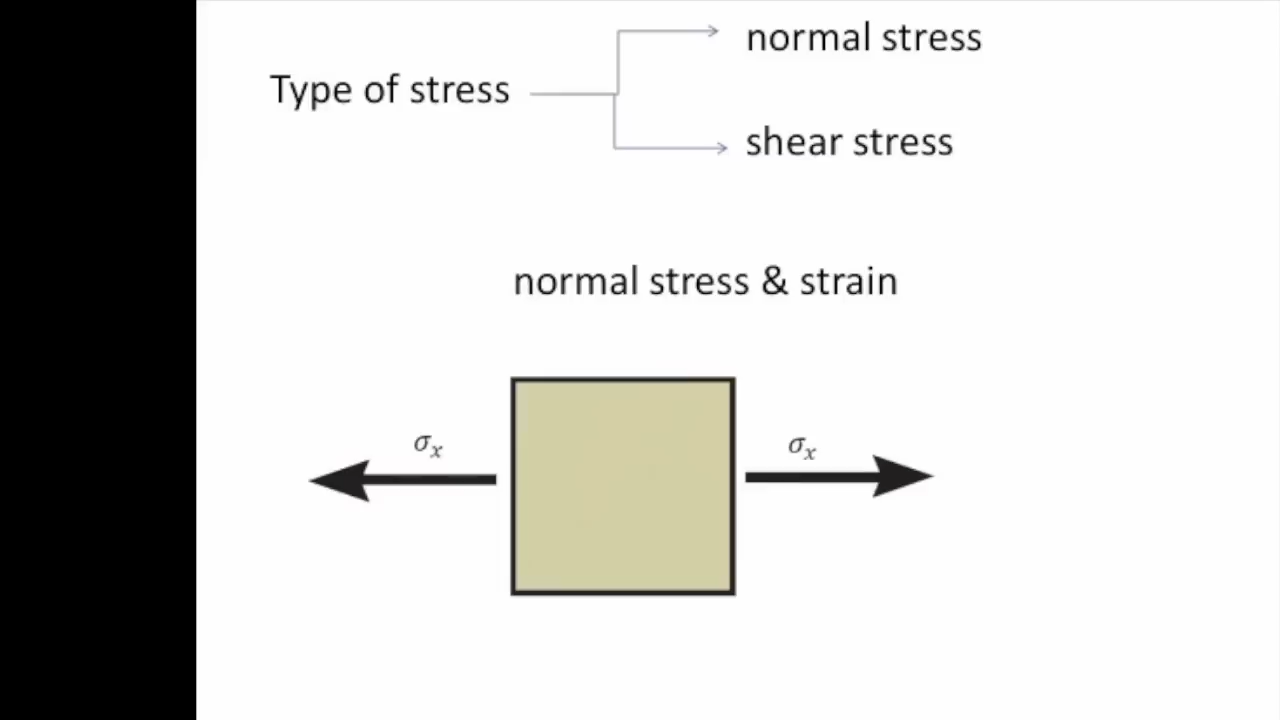 normal stress
Type of stress
shear stress
normal stress & strain
σₓ
σₓ